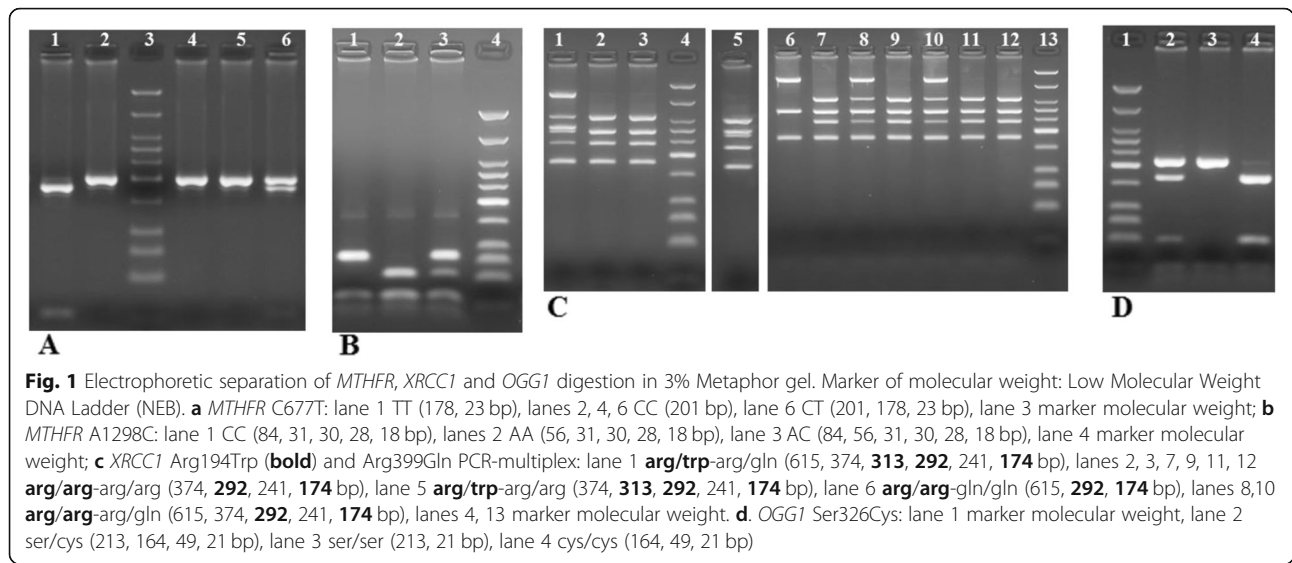 1 2 3 4 5 6
1 2 3 4
1 2 3 4
5
6 7 8 9 10 11 12 13
1 2 3 4
A
B
C
D
Fig. 1 Electrophoretic separation of MTHFR, XRCC1 and OGG1 digestion in 3% Metaphor gel. Marker of molecular weight: Low Molecular Weight
DNA Ladder (NEB). a MTHFR C677T: lane 1 TT (178, 23 bp), lanes 2, 4, 6 CC (201 bp), lane 6 CT (201, 178, 23 bp), lane 3 marker molecular weight; b
MTHFR A1298C: lane 1 CC (84, 31, 30, 28, 18 bp), lanes 2 AA (56, 31, 30, 28, 18 bp), lane 3 AC (84, 56, 31, 30, 28, 18 bp), lane 4 marker molecular
weight; c XRCC1 Arg194Trp (bold) and Arg399Gln PCR-multiplex: lane 1 arg/trp-arg/gln (615, 374, 313, 292, 241, 174 bp), lanes 2, 3, 7, 9, 11, 12
arg/arg-arg/arg (374, 292, 241, 174 bp), lane 5 arg/trp-arg/arg (374, 313, 292, 241, 174 bp), lane 6 arg/arg-gln/gln (615, 292, 174 bp), lanes 8,10
arg/arg-arg/gln (615, 374, 292, 241, 174 bp), lanes 4, 13 marker molecular weight. d. OGG1 Ser326Cys: lane 1 marker molecular weight, lane 2
ser/cys (213, 164, 49, 21 bp), lane 3 ser/ser (213, 21 bp), lane 4 cys/cys (164, 49, 21 bp)